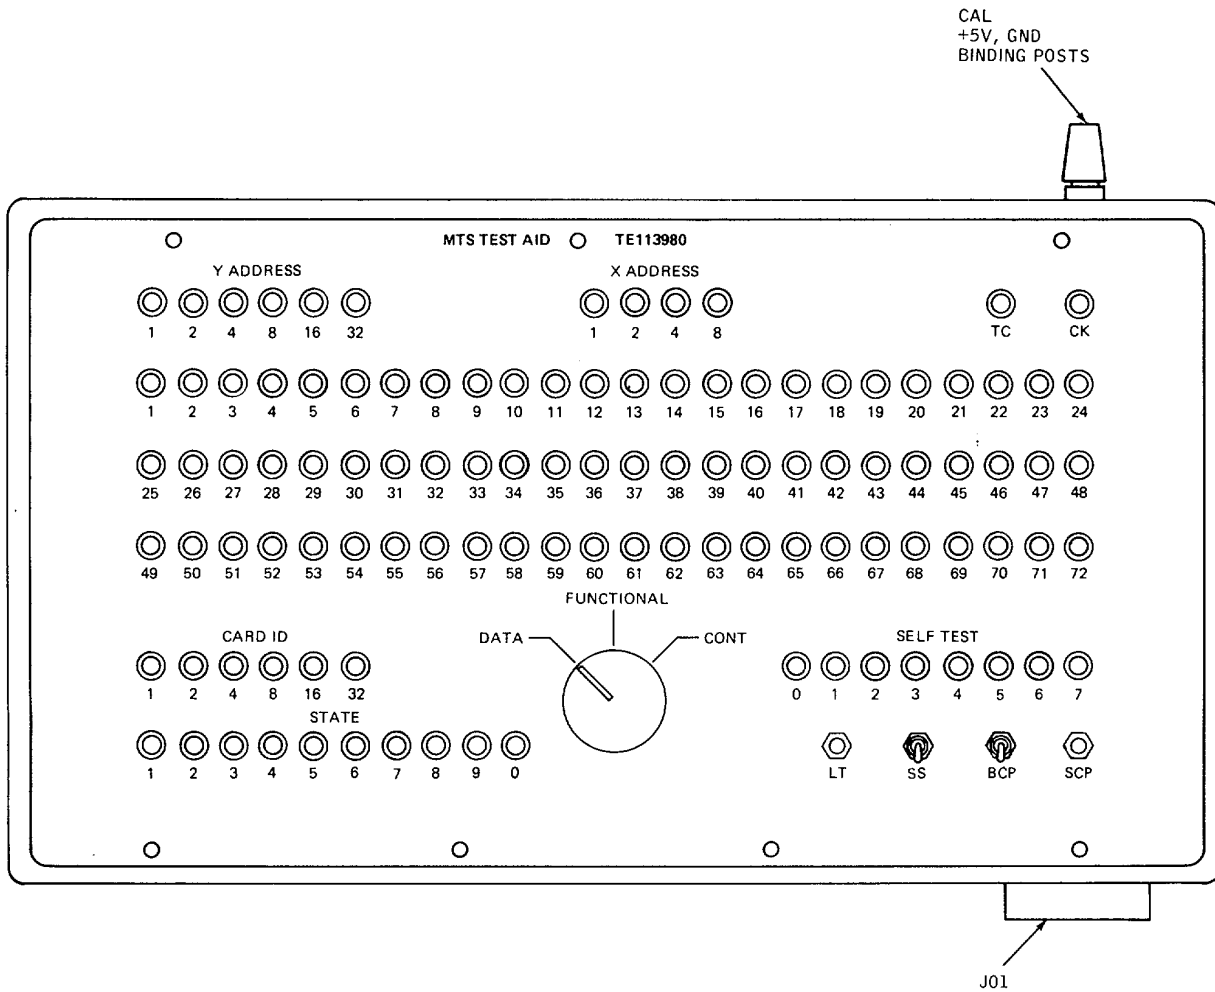 CAL
+5V, GND
BINDING POSTS
MTS TEST AID TE113980
Y ADDRESS X ADDRESS
1 2 4 8 16 32 1 2 4 8 TC CK
1 2 3 4 5 6 7 8 9 10 11 12 13 14 15 16 17 18 19 20 21 22 23 24
25 26 27 28 29 30 31 32 33 34 35 36 37 38 39 40 41 42 43 44 45 46 47 48
49 50 51 52 53 54 55 56 57 58 59 60 61 62 63 64 65 66 67 68 69 70 71 72
FUNCTIONAL
CARD ID DATA CONT SELF TEST
1 2 4 8 16 32 0 1 2 3 4 5 6 7
STATE
1 2 3 4 5 6 7 8 9 0 LT SS BCP SCP
J01